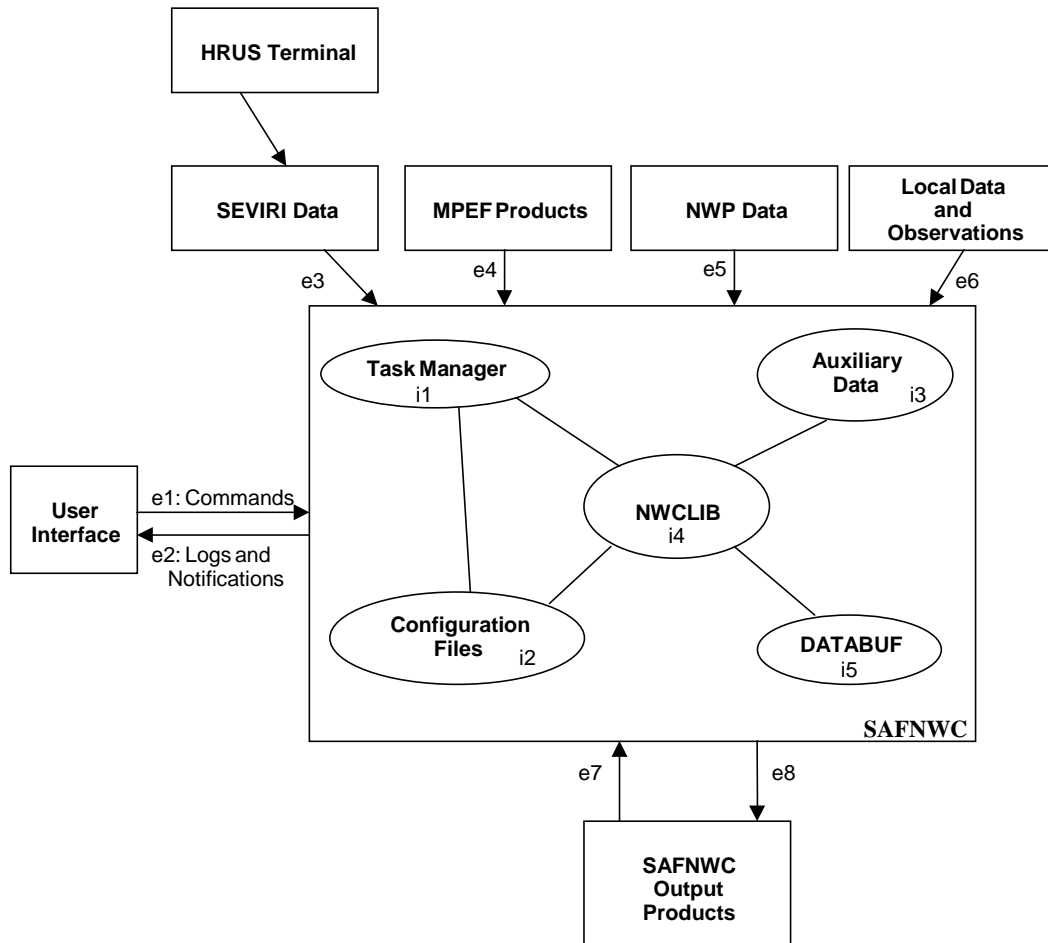 HRUS Terminal
SEVIRI Data
MPEF Products
NWP Data
Local Data
and
Observations
e3
e4
e5
e6
Task Manager
i1
Auxiliary
Data
i3
User
Interface
e1: Commands
e2: Logs and
Notifications
NWCLIB
i4
Configuration
Files
i2
DATABUF
i5
SAFNWC
e7
e8
SAFNWC
Output
Products